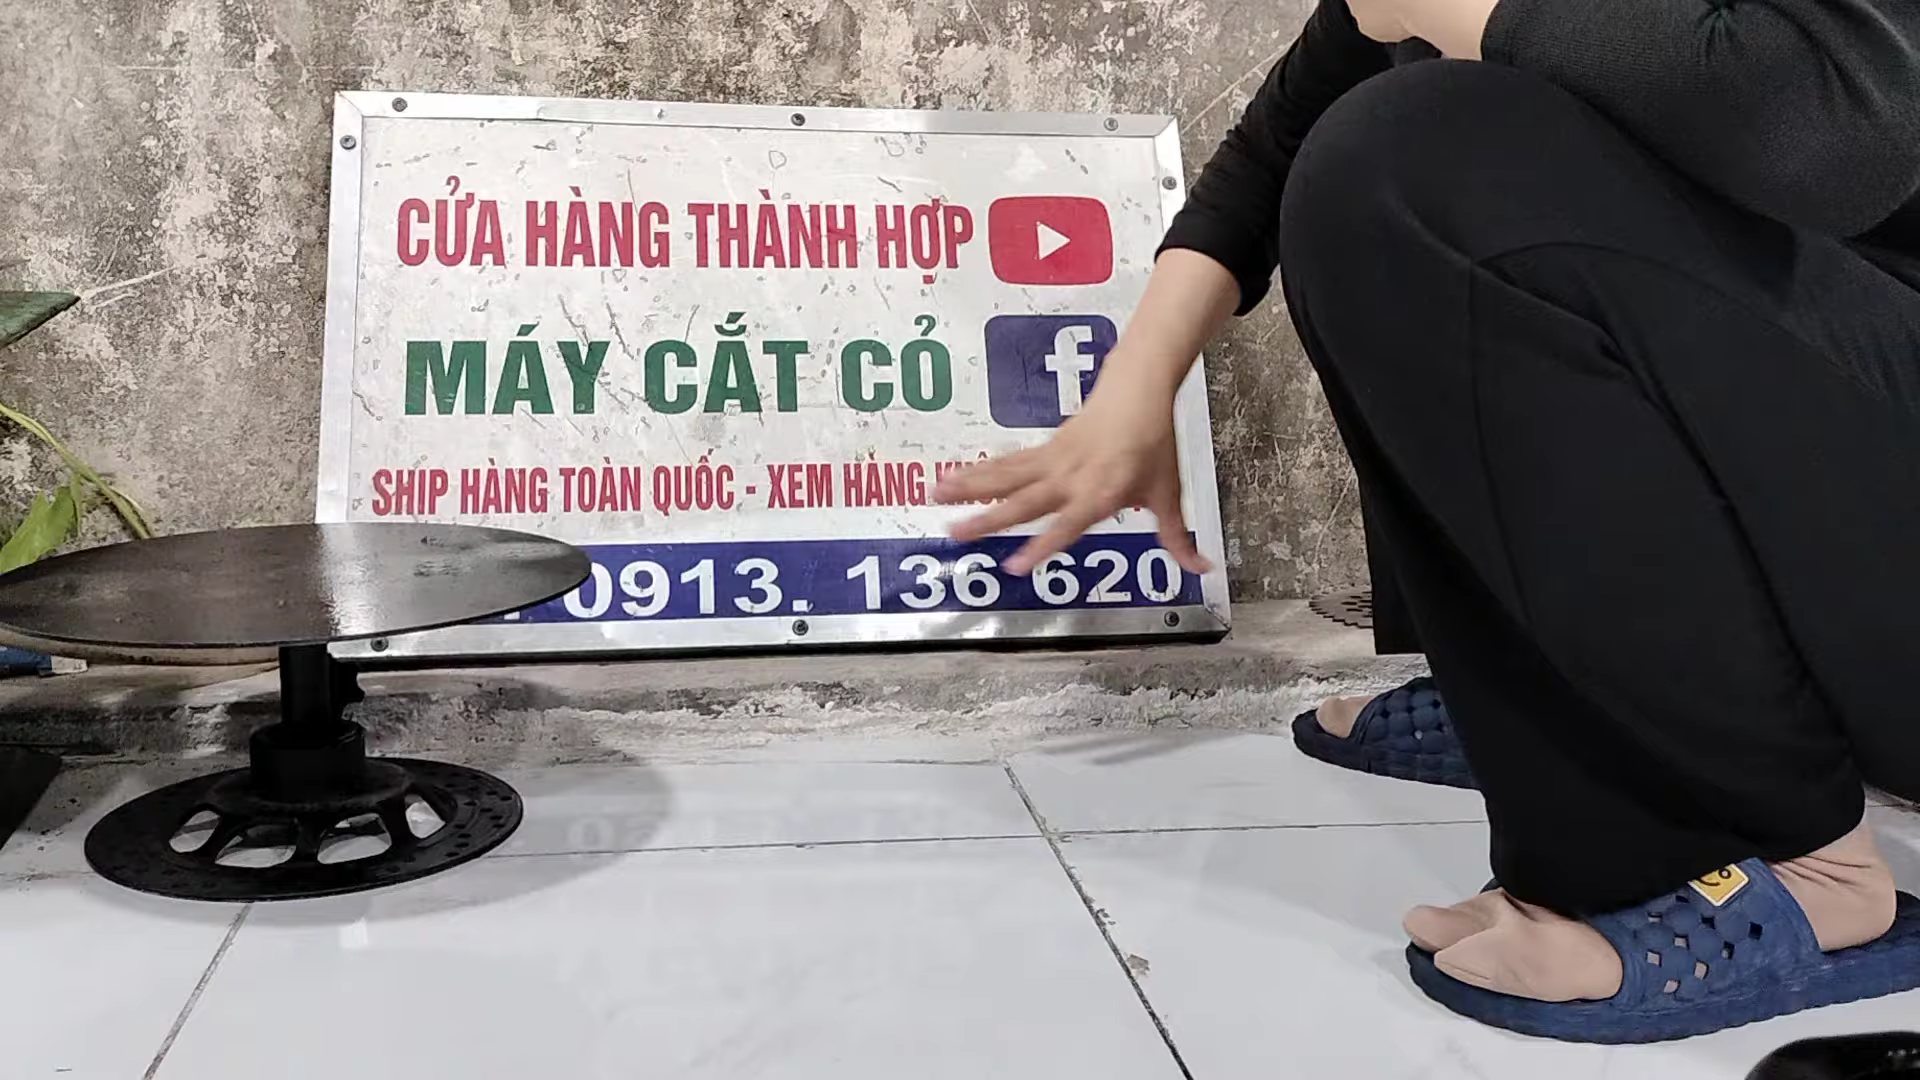 CỬA HÀNG THÀNH HỢP
MÁY CẮT CỎ f
SHIP HÀNG TOÀN QUỐC - XEM HÀNG
0913. 136 620